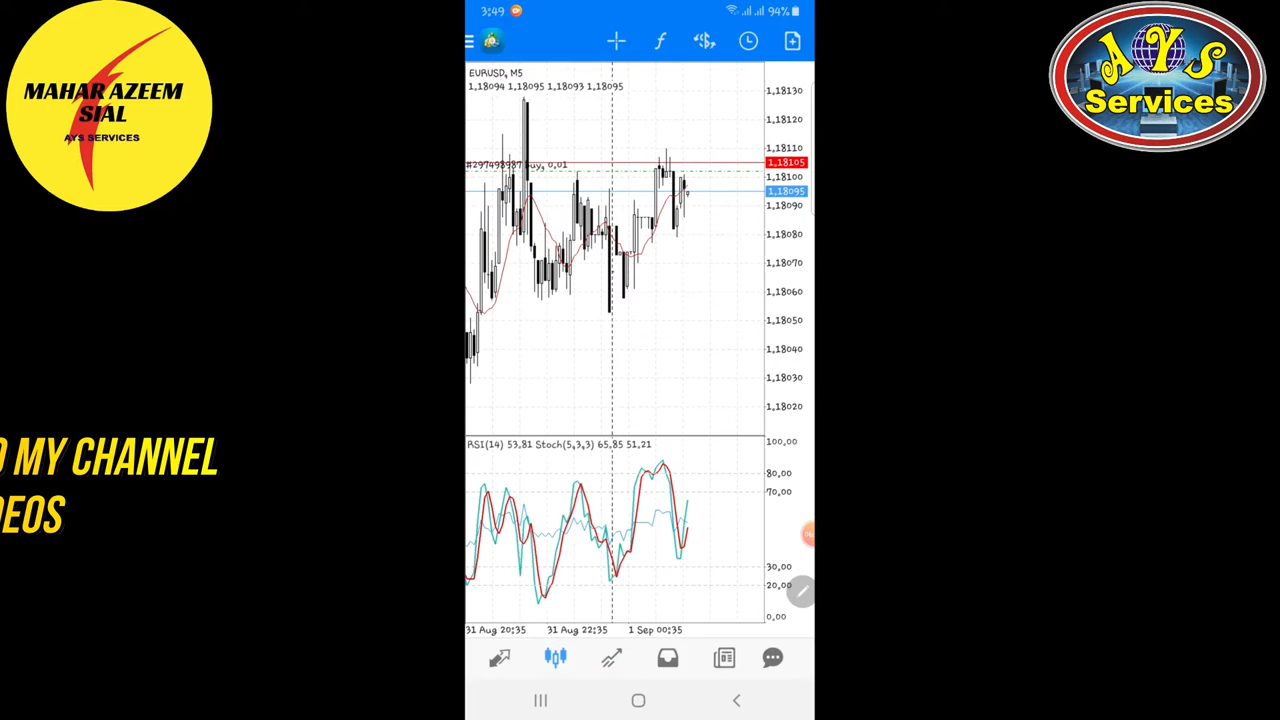 MAHAR AZEEM
SIAL
AYS SERVICES
AYS
Services
3:49
94%
EURUSD, M5
1,18094 1,18095 1,18093 1,18095
1,18130
1,18120
1,18110
#297498987 buy, 0,01
1,18105
1,18100
1,18095
1,18090
1,18080
1,18070
1,18060
1,18050
1,18040
1,18030
1,18020
O MY CHANNEL
DEOS
RSI(14) 53,81 Stoch(5,3,3) 65,85 51,21
100,00
80,00
70,00
30,00
20,00
0,00
31 Aug 20:35 31 Aug 22:35 1 Sep 00:35